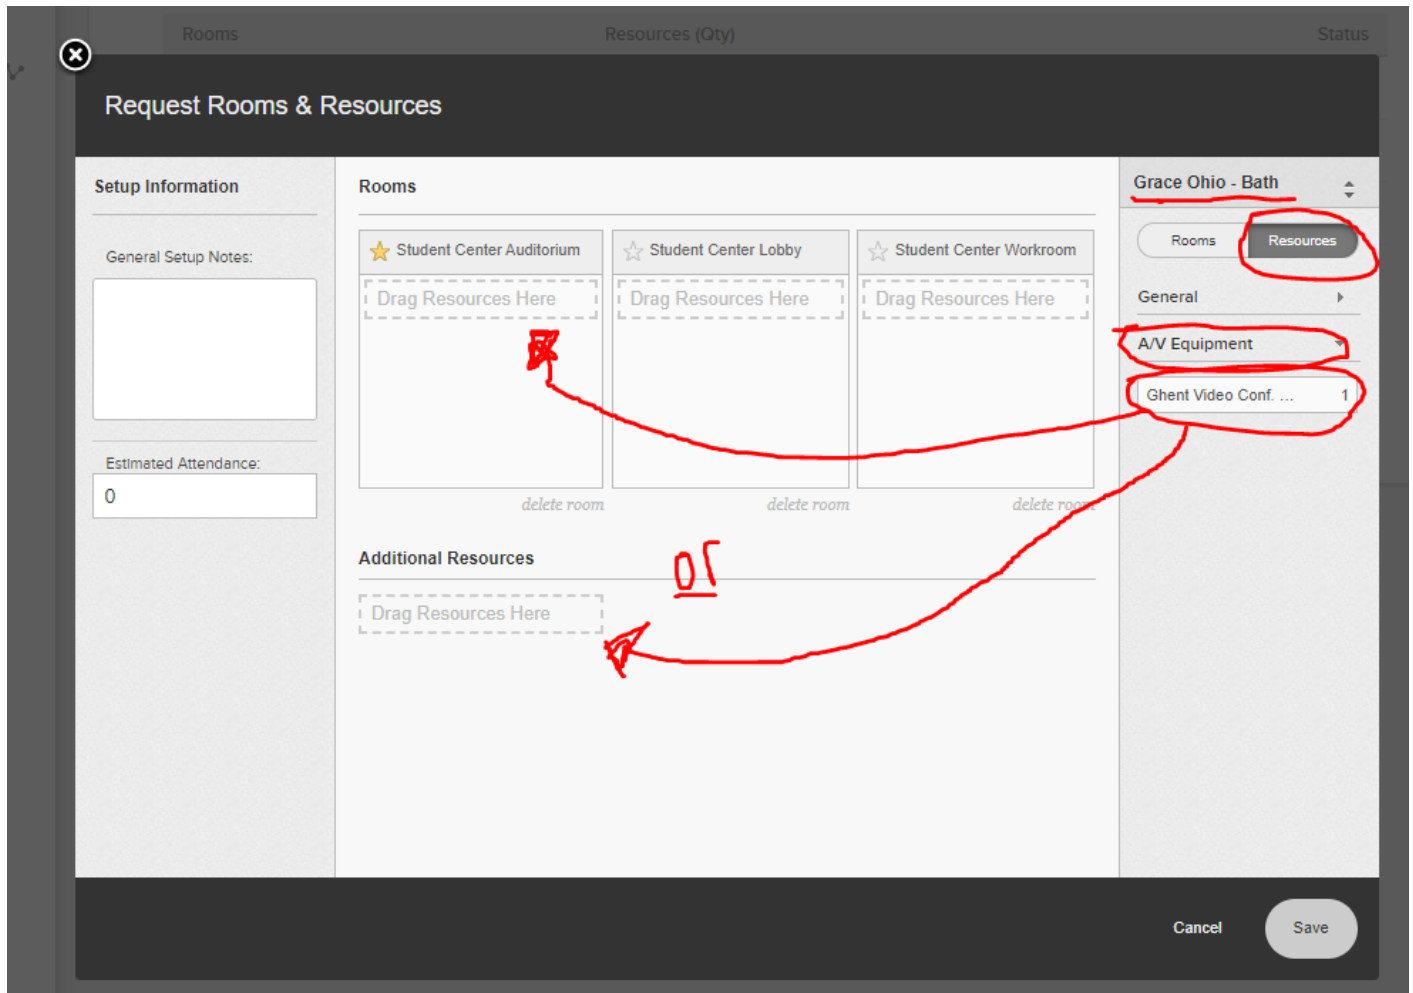 Rooms Resources (Qty) Status
Request Rooms & Resources
Setup Information
General Setup Notes:
Estimated Attendance:
0
Rooms
Student Center Auditorium
Drag Resources Here
delete room
Student Center Lobby
Drag Resources Here
delete room
Student Center Workroom
Drag Resources Here
delete room
or
Additional Resources
Drag Resources Here
Grace Ohio - Bath
Rooms Resources
General
A/V Equipment
Ghent Video Conf. ... 1
Cancel Save